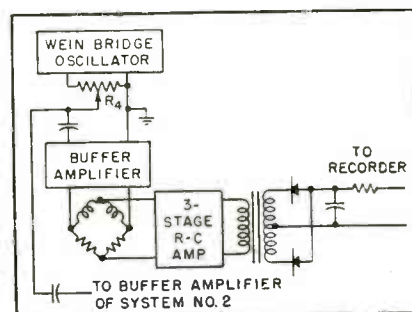 WEIN BRIDGE
OSCILLATOR
R4
BUFFER
AMPLIFIER
3-
STAGE
R-C
AMP
TO
RECORDER
TO BUFFER AMPLIFIER
OF SYSTEM NO. 2